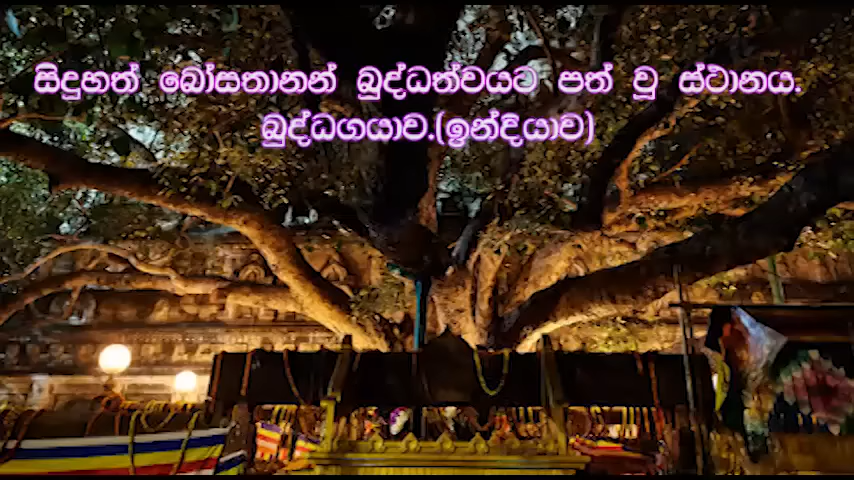 සිදුහත් බෝසතානන් බුද්ධත්වයට පත් වූ ස්ථානය.
බුද්ධගයාව.(ඉන්දියාව)